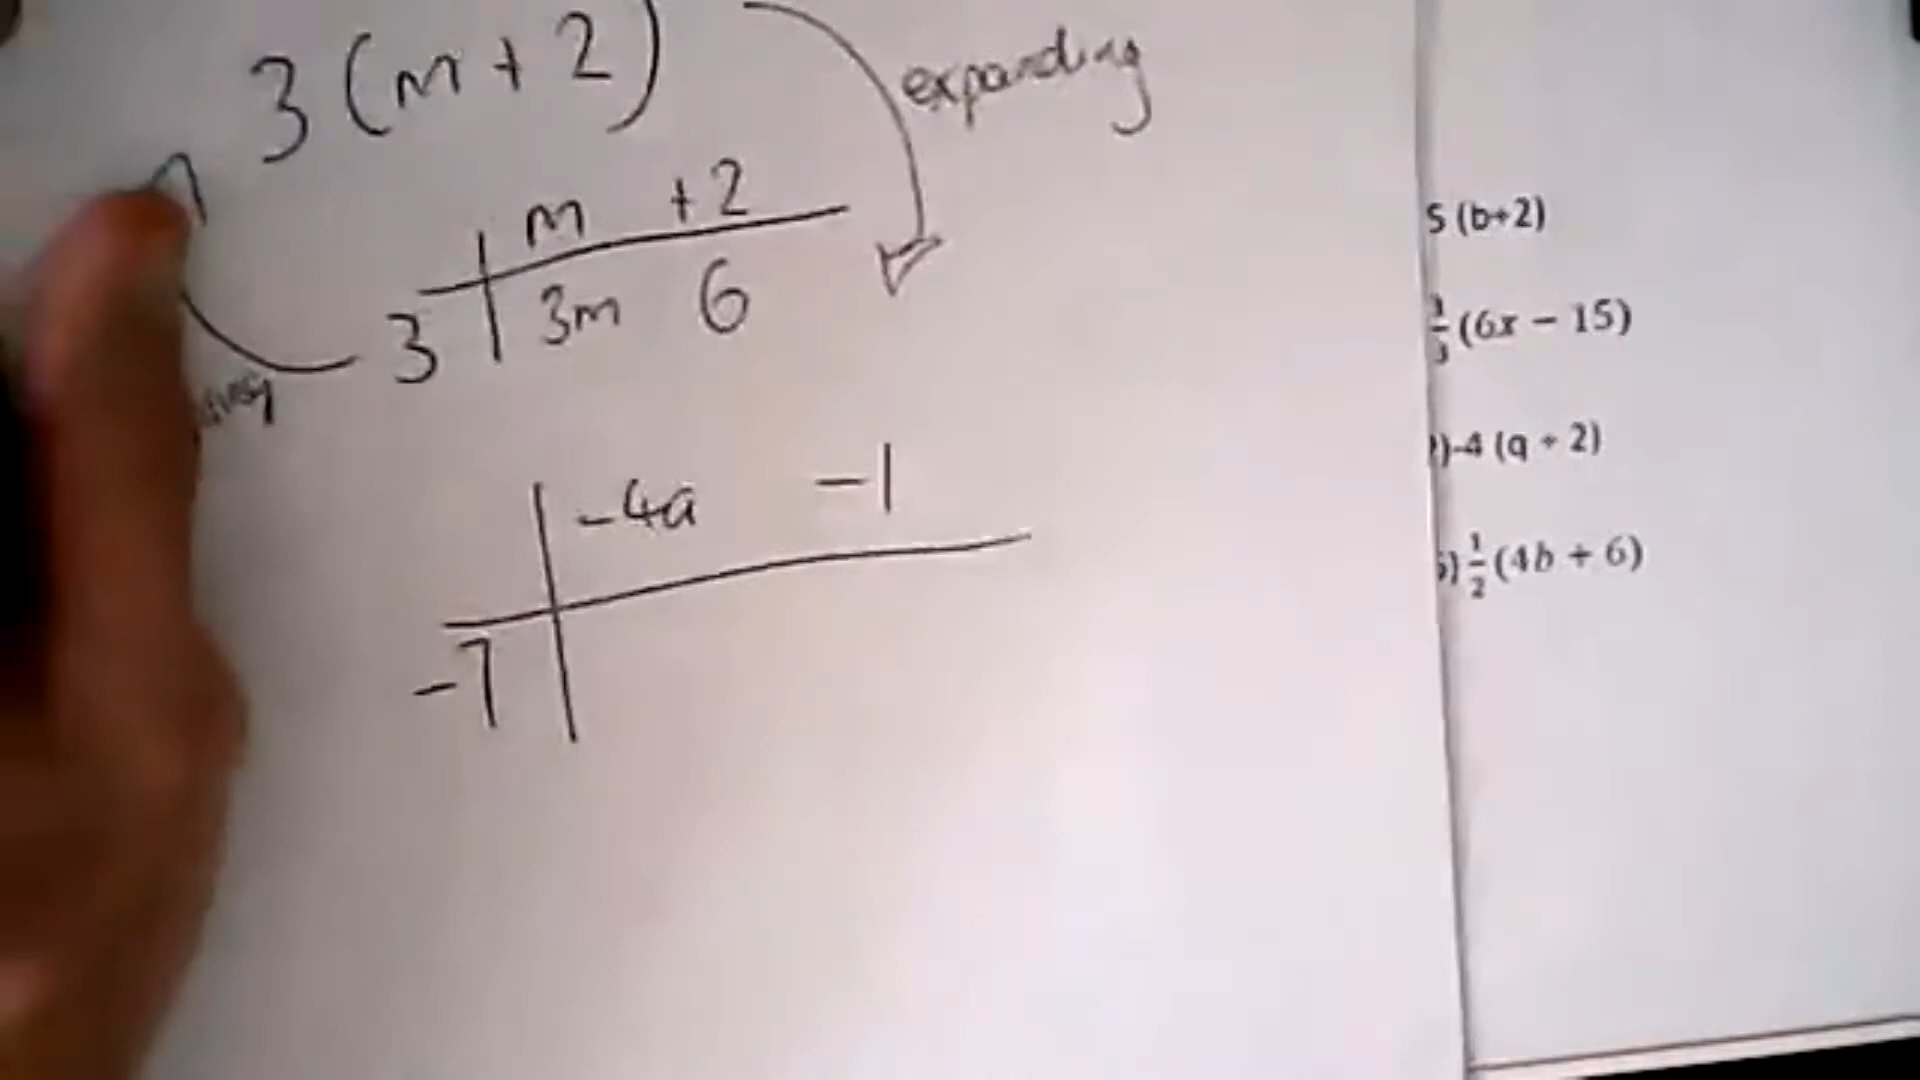 3(m+2)
expanding
m +2
3 3m 6
-4a -1
-7
5 (b+2)
(6x – 15)
-4 (q + 2)
1/2 (4b + 6)